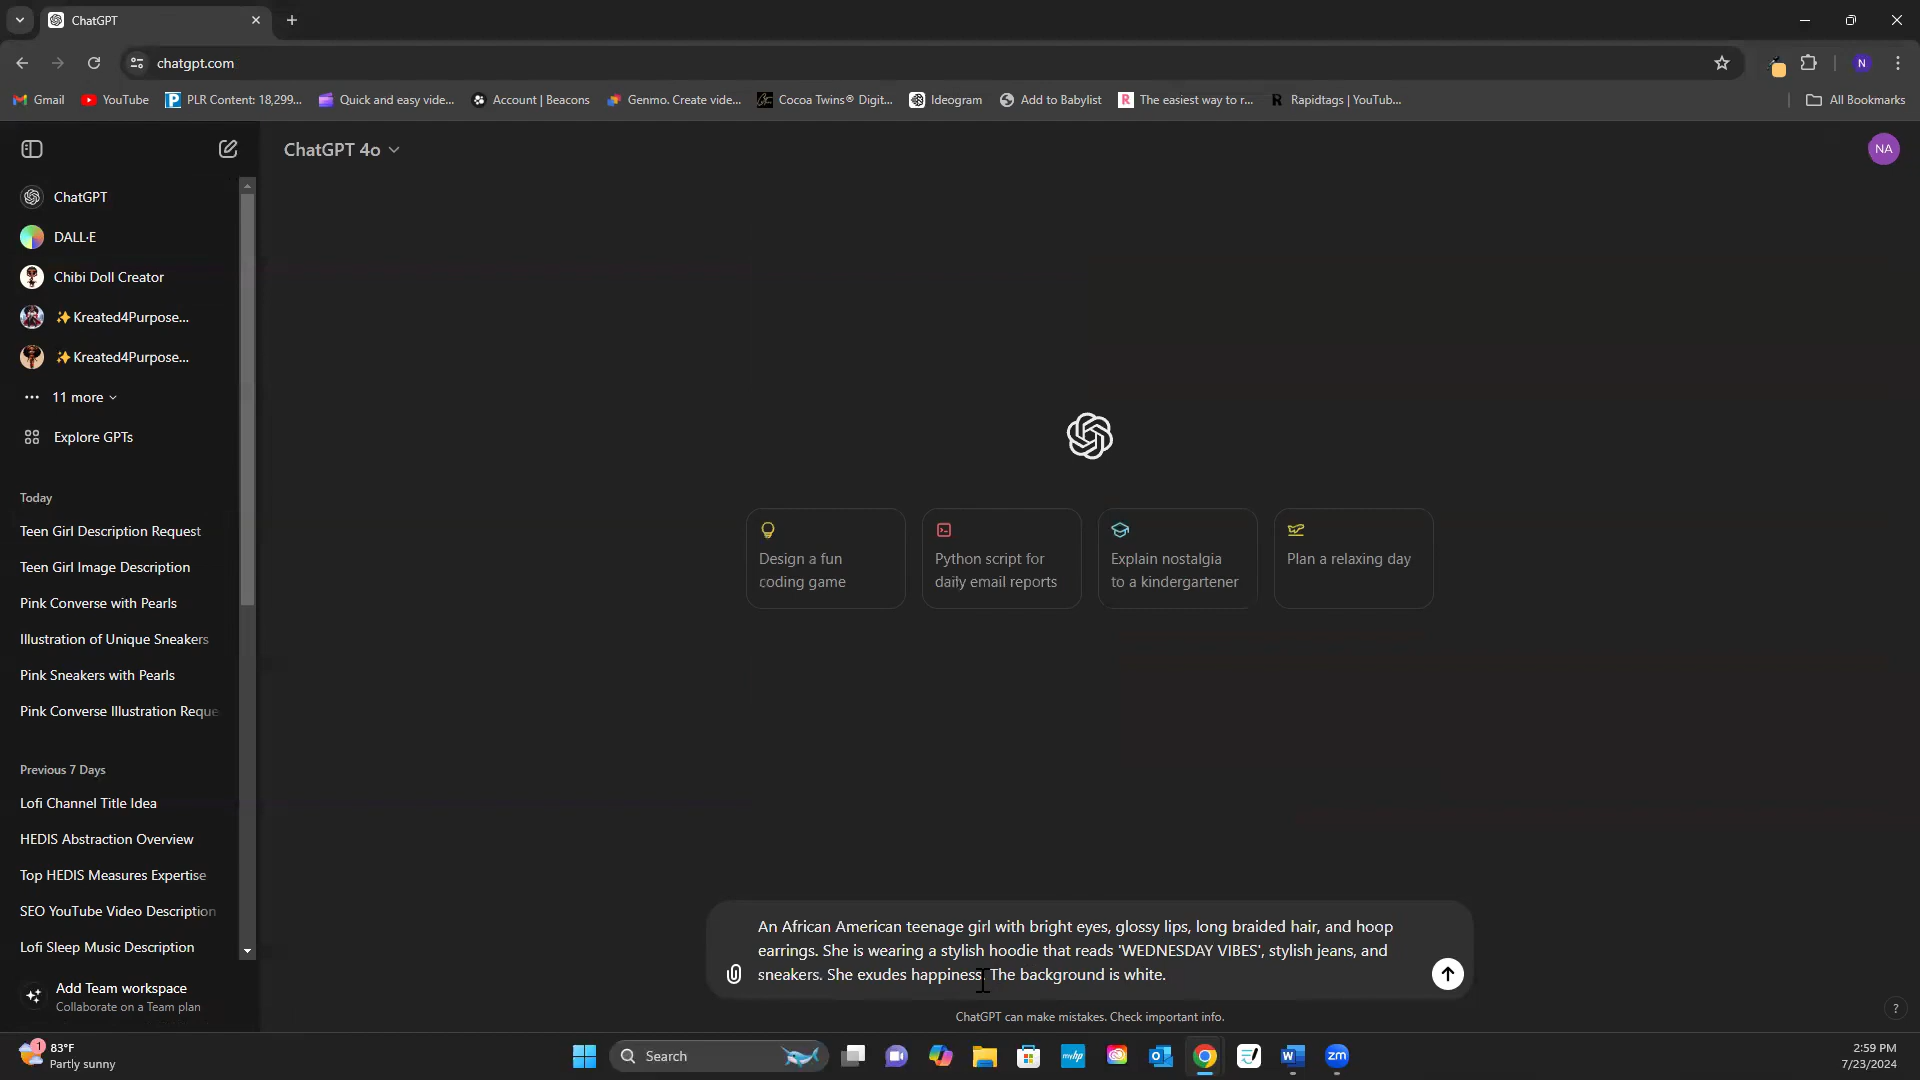 ChatGPT
chatgpt.com
N
Gmail
YouTube
PLR Content: 18,299...
Quick and easy vide...
Account | Beacons
Genmo. Create vide...
Cocoa Twins® Digit...
Ideogram
Add to Babylist
The easiest way to r...
Rapidtags | YouTub...
All Bookmarks
ChatGPT 4o
NA
ChatGPT
DALL·E
Chibi Doll Creator
✨Kreated4Purpose...
✨Kreated4Purpose...
11 more
Explore GPTs
Today
Teen Girl Description Request
Teen Girl Image Description
Pink Converse with Pearls
Illustration of Unique Sneakers
Pink Sneakers with Pearls
Pink Converse Illustration Reque
Previous 7 Days
Lofi Channel Title Idea
HEDIS Abstraction Overview
Top HEDIS Measures Expertise
SEO YouTube Video Description
Lofi Sleep Music Description
Add Team workspace
Collaborate on a Team plan
Design a fun
coding game
Python script for
daily email reports
Explain nostalgia
to a kindergartener
Plan a relaxing day
An African American teenage girl with bright eyes, glossy lips, long braided hair, and hoop
earrings. She is wearing a stylish hoodie that reads 'WEDNESDAY VIBES', stylish jeans, and
sneakers. She exudes happiness. The background is white.
ChatGPT can make mistakes. Check important info.
?
1
83°F
Partly sunny
Search
myhp
W
zm
2:59 PM
7/23/2024